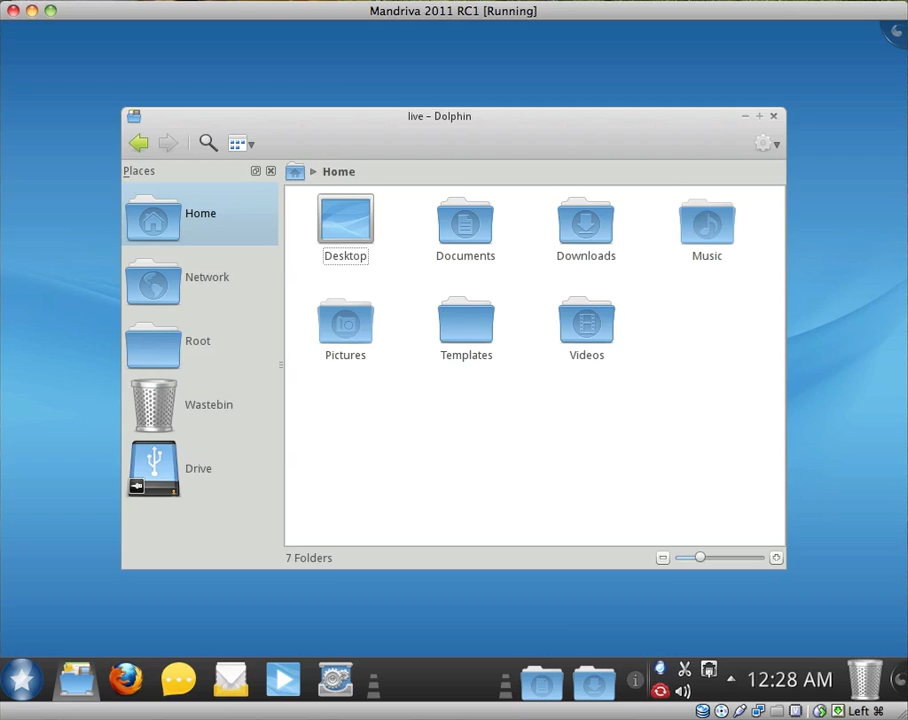 Mandriva 2011 RC1 [Running]
live – Dolphin
Places
Home
Home
Network
Root
Wastebin
Drive
Desktop
Documents
Downloads
Music
Pictures
Templates
Videos
7 Folders
12:28 AM
Left ⌘